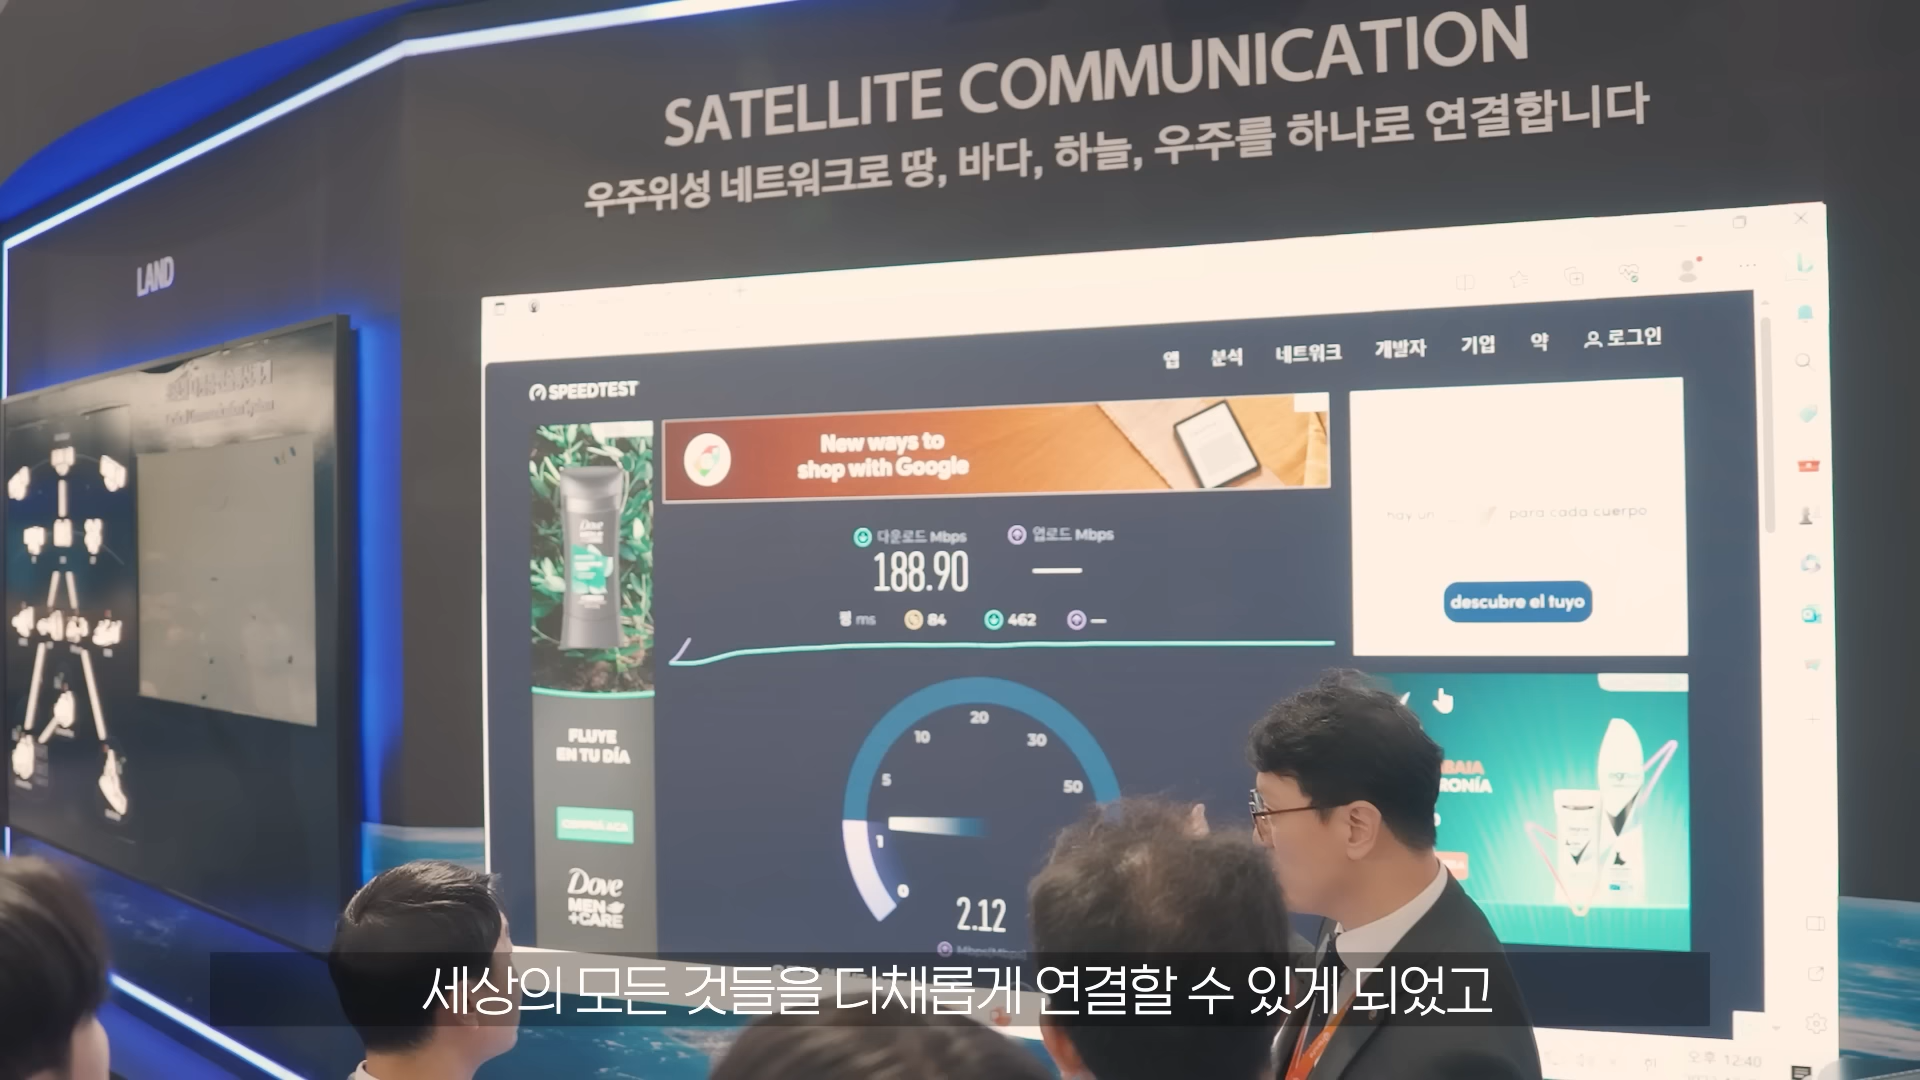 SATELLITE COMMUNICATION
우주위성 네트워크로 땅, 바다, 하늘, 우주를 하나로 연결합니다
LAND
SPEEDTEST
앱 분석 네트워크 개발자 기업 약 로그인
New ways to
shop with Google
다운로드 Mbps 업로드 Mbps
188.90 —
핑 ms 84 462 —
hay un para cada cuerpo
descubre el tuyo
Dove
FLUYE
EN TU DÍA
Dove
MEN
+CARE
0 1 5 10 20 30 50
2.12
오후 12:40
세상의 모든 것들을 다채롭게 연결할 수 있게 되었고